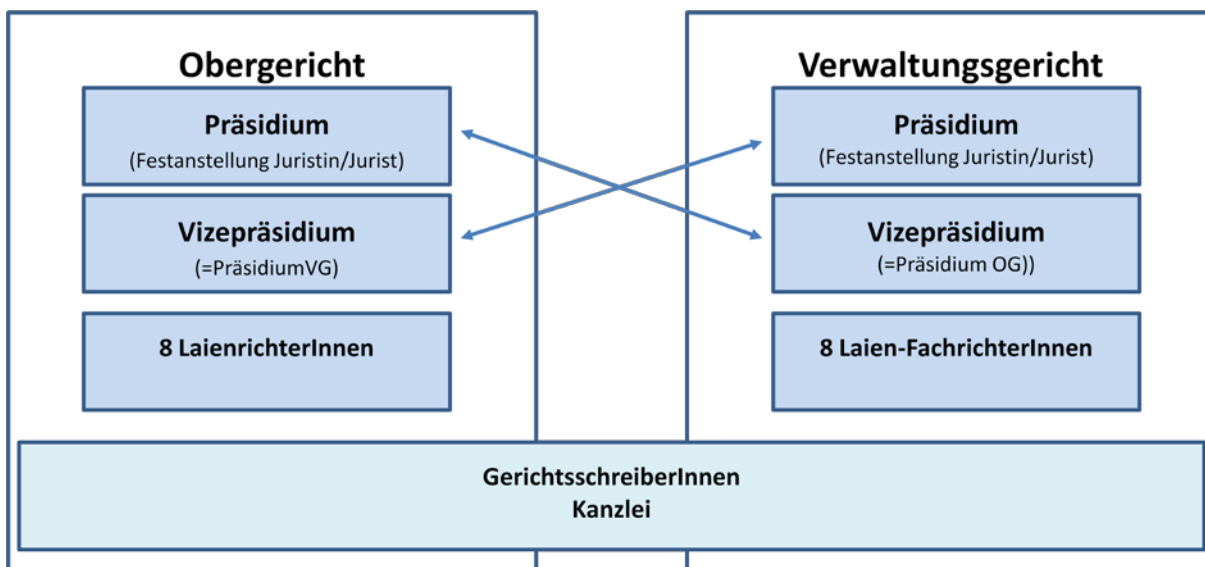 Obergericht
Präsidium
(Festanstellung Juristin/Jurist)
Vizepräsidium
(=PräsidiumVG)
8 LaienrichterInnen
Verwaltungsgericht
Präsidium
(Festanstellung Juristin/Jurist)
Vizepräsidium
(=Präsidium OG))
8 Laien-FachrichterInnen
GerichtsschreiberInnen
Kanzlei